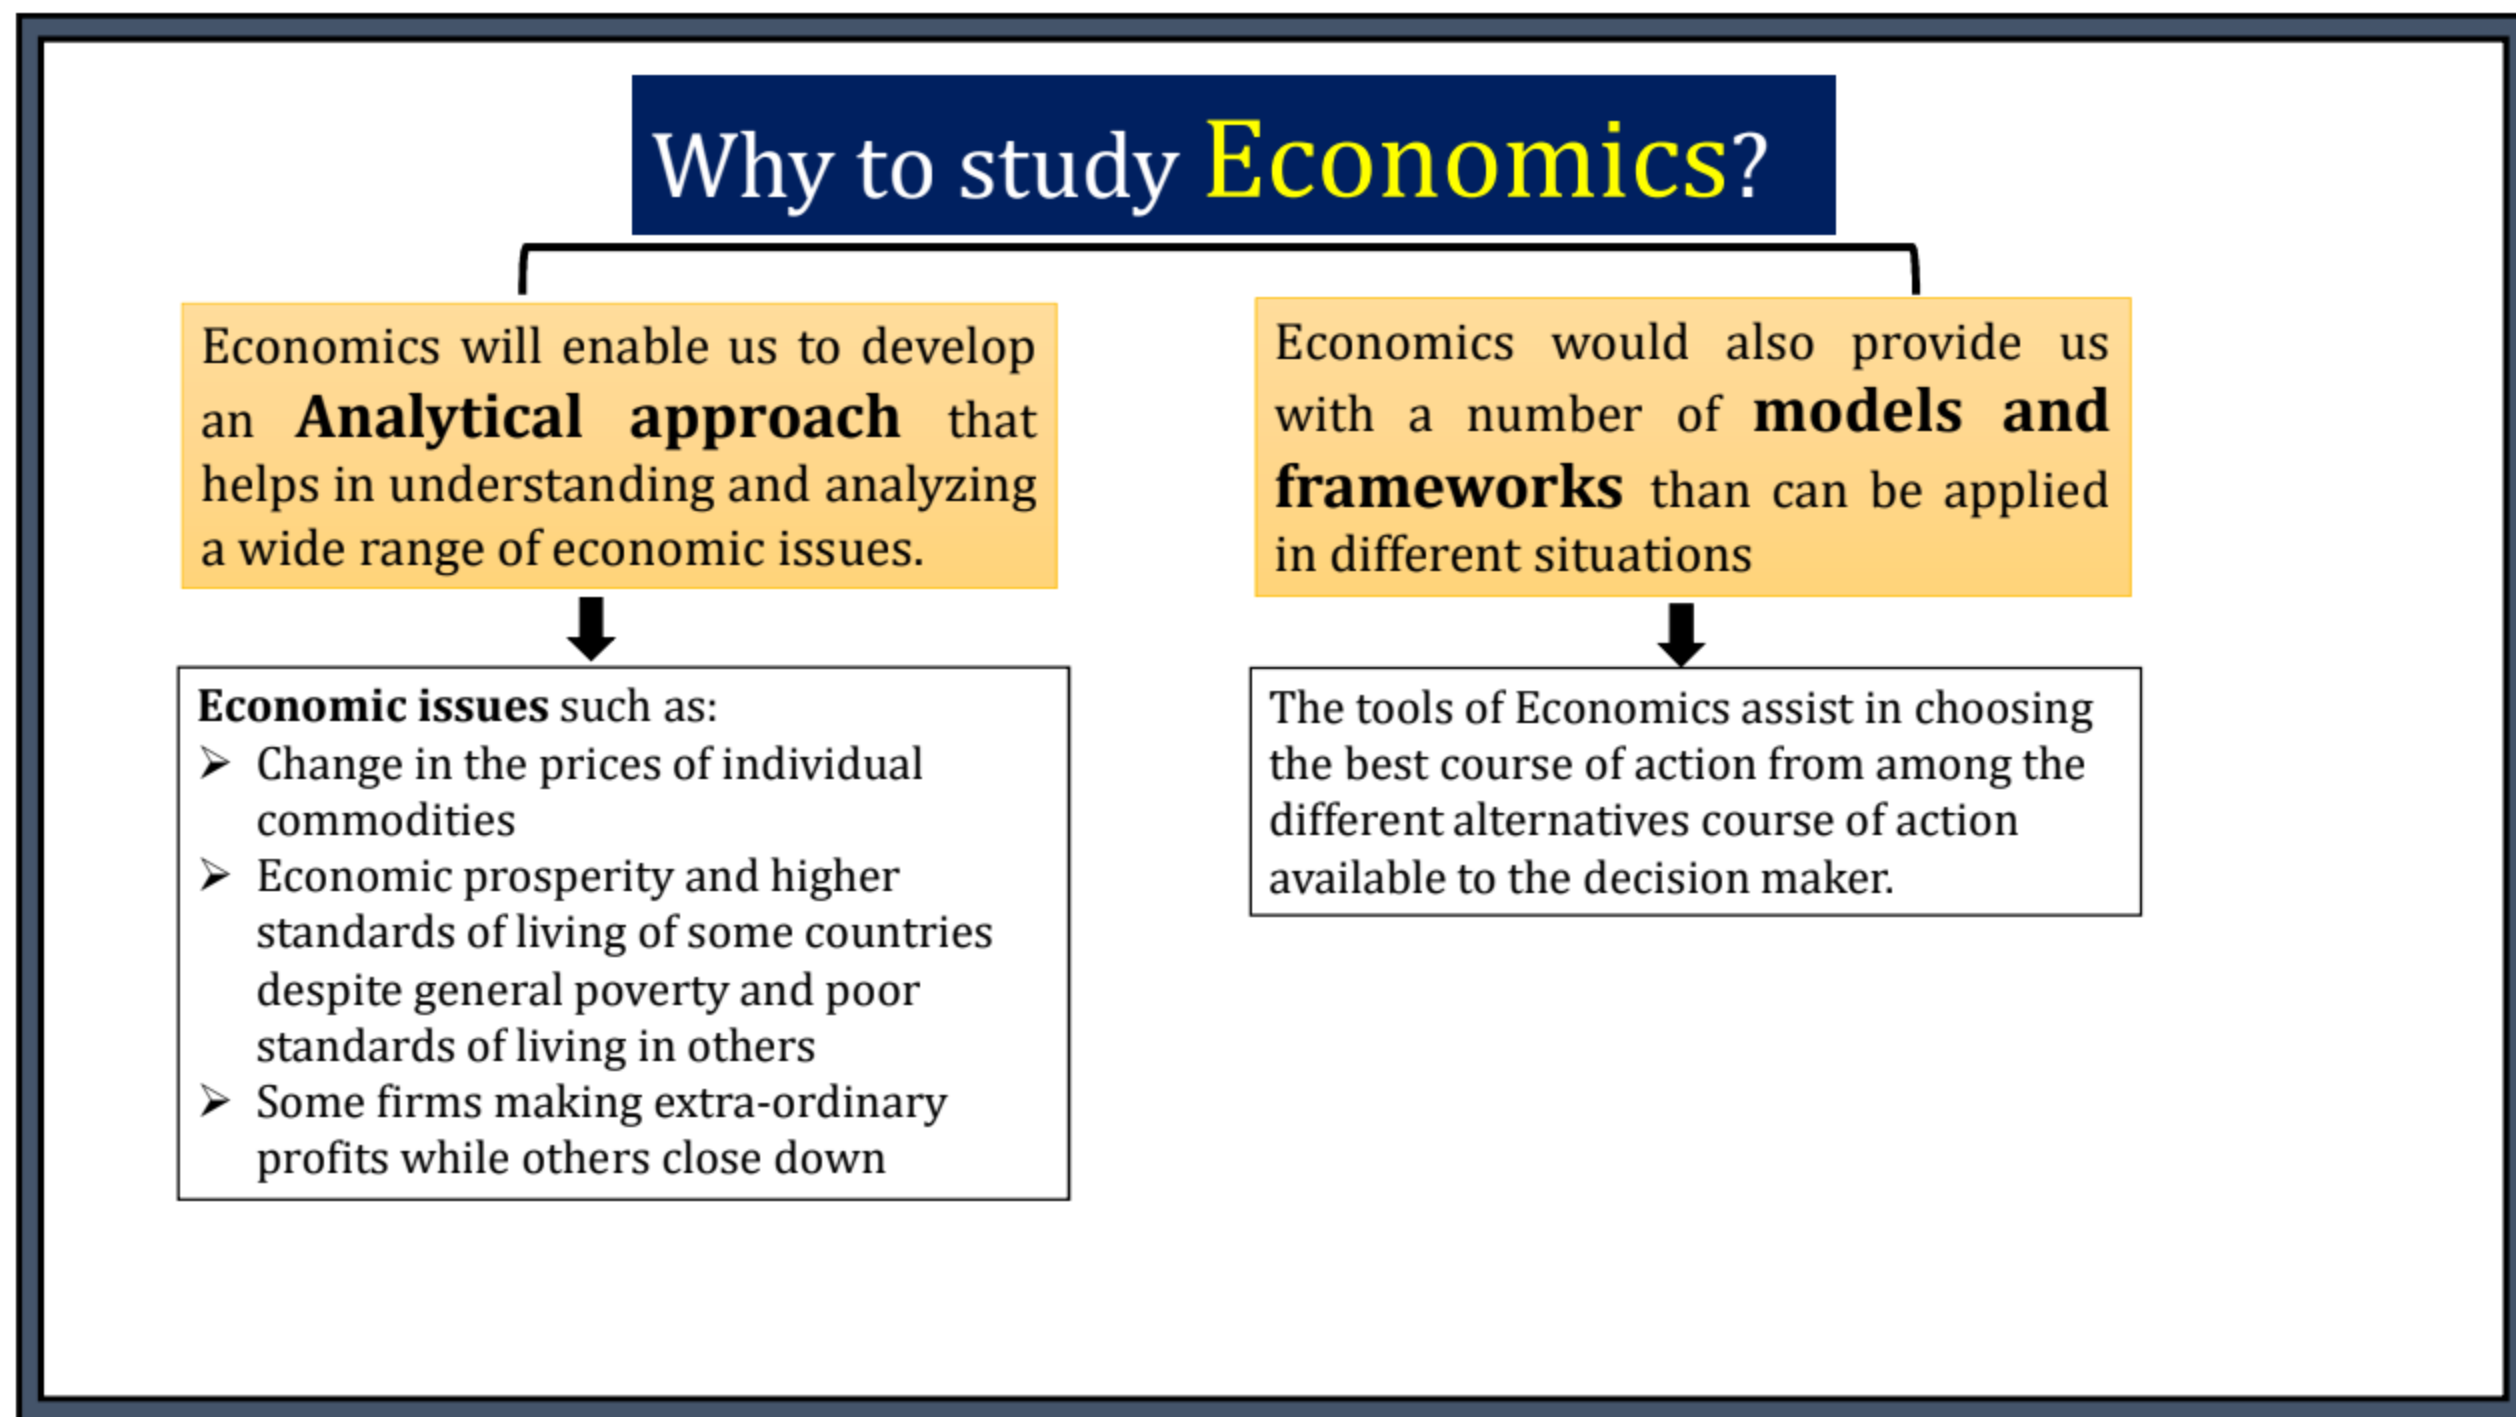 Why to study Economics?
Economics will enable us to develop
an Analytical approach that
helps in understanding and analyzing
a wide range of economic issues.
Economic issues such as:
➢ Change in the prices of individual
commodities
➢ Economic prosperity and higher
standards of living of some countries
despite general poverty and poor
standards of living in others
➢ Some firms making extra-ordinary
profits while others close down
Economics would also provide us
with a number of models and
frameworks than can be applied
in different situations
The tools of Economics assist in choosing
the best course of action from among the
different alternatives course of action
available to the decision maker.